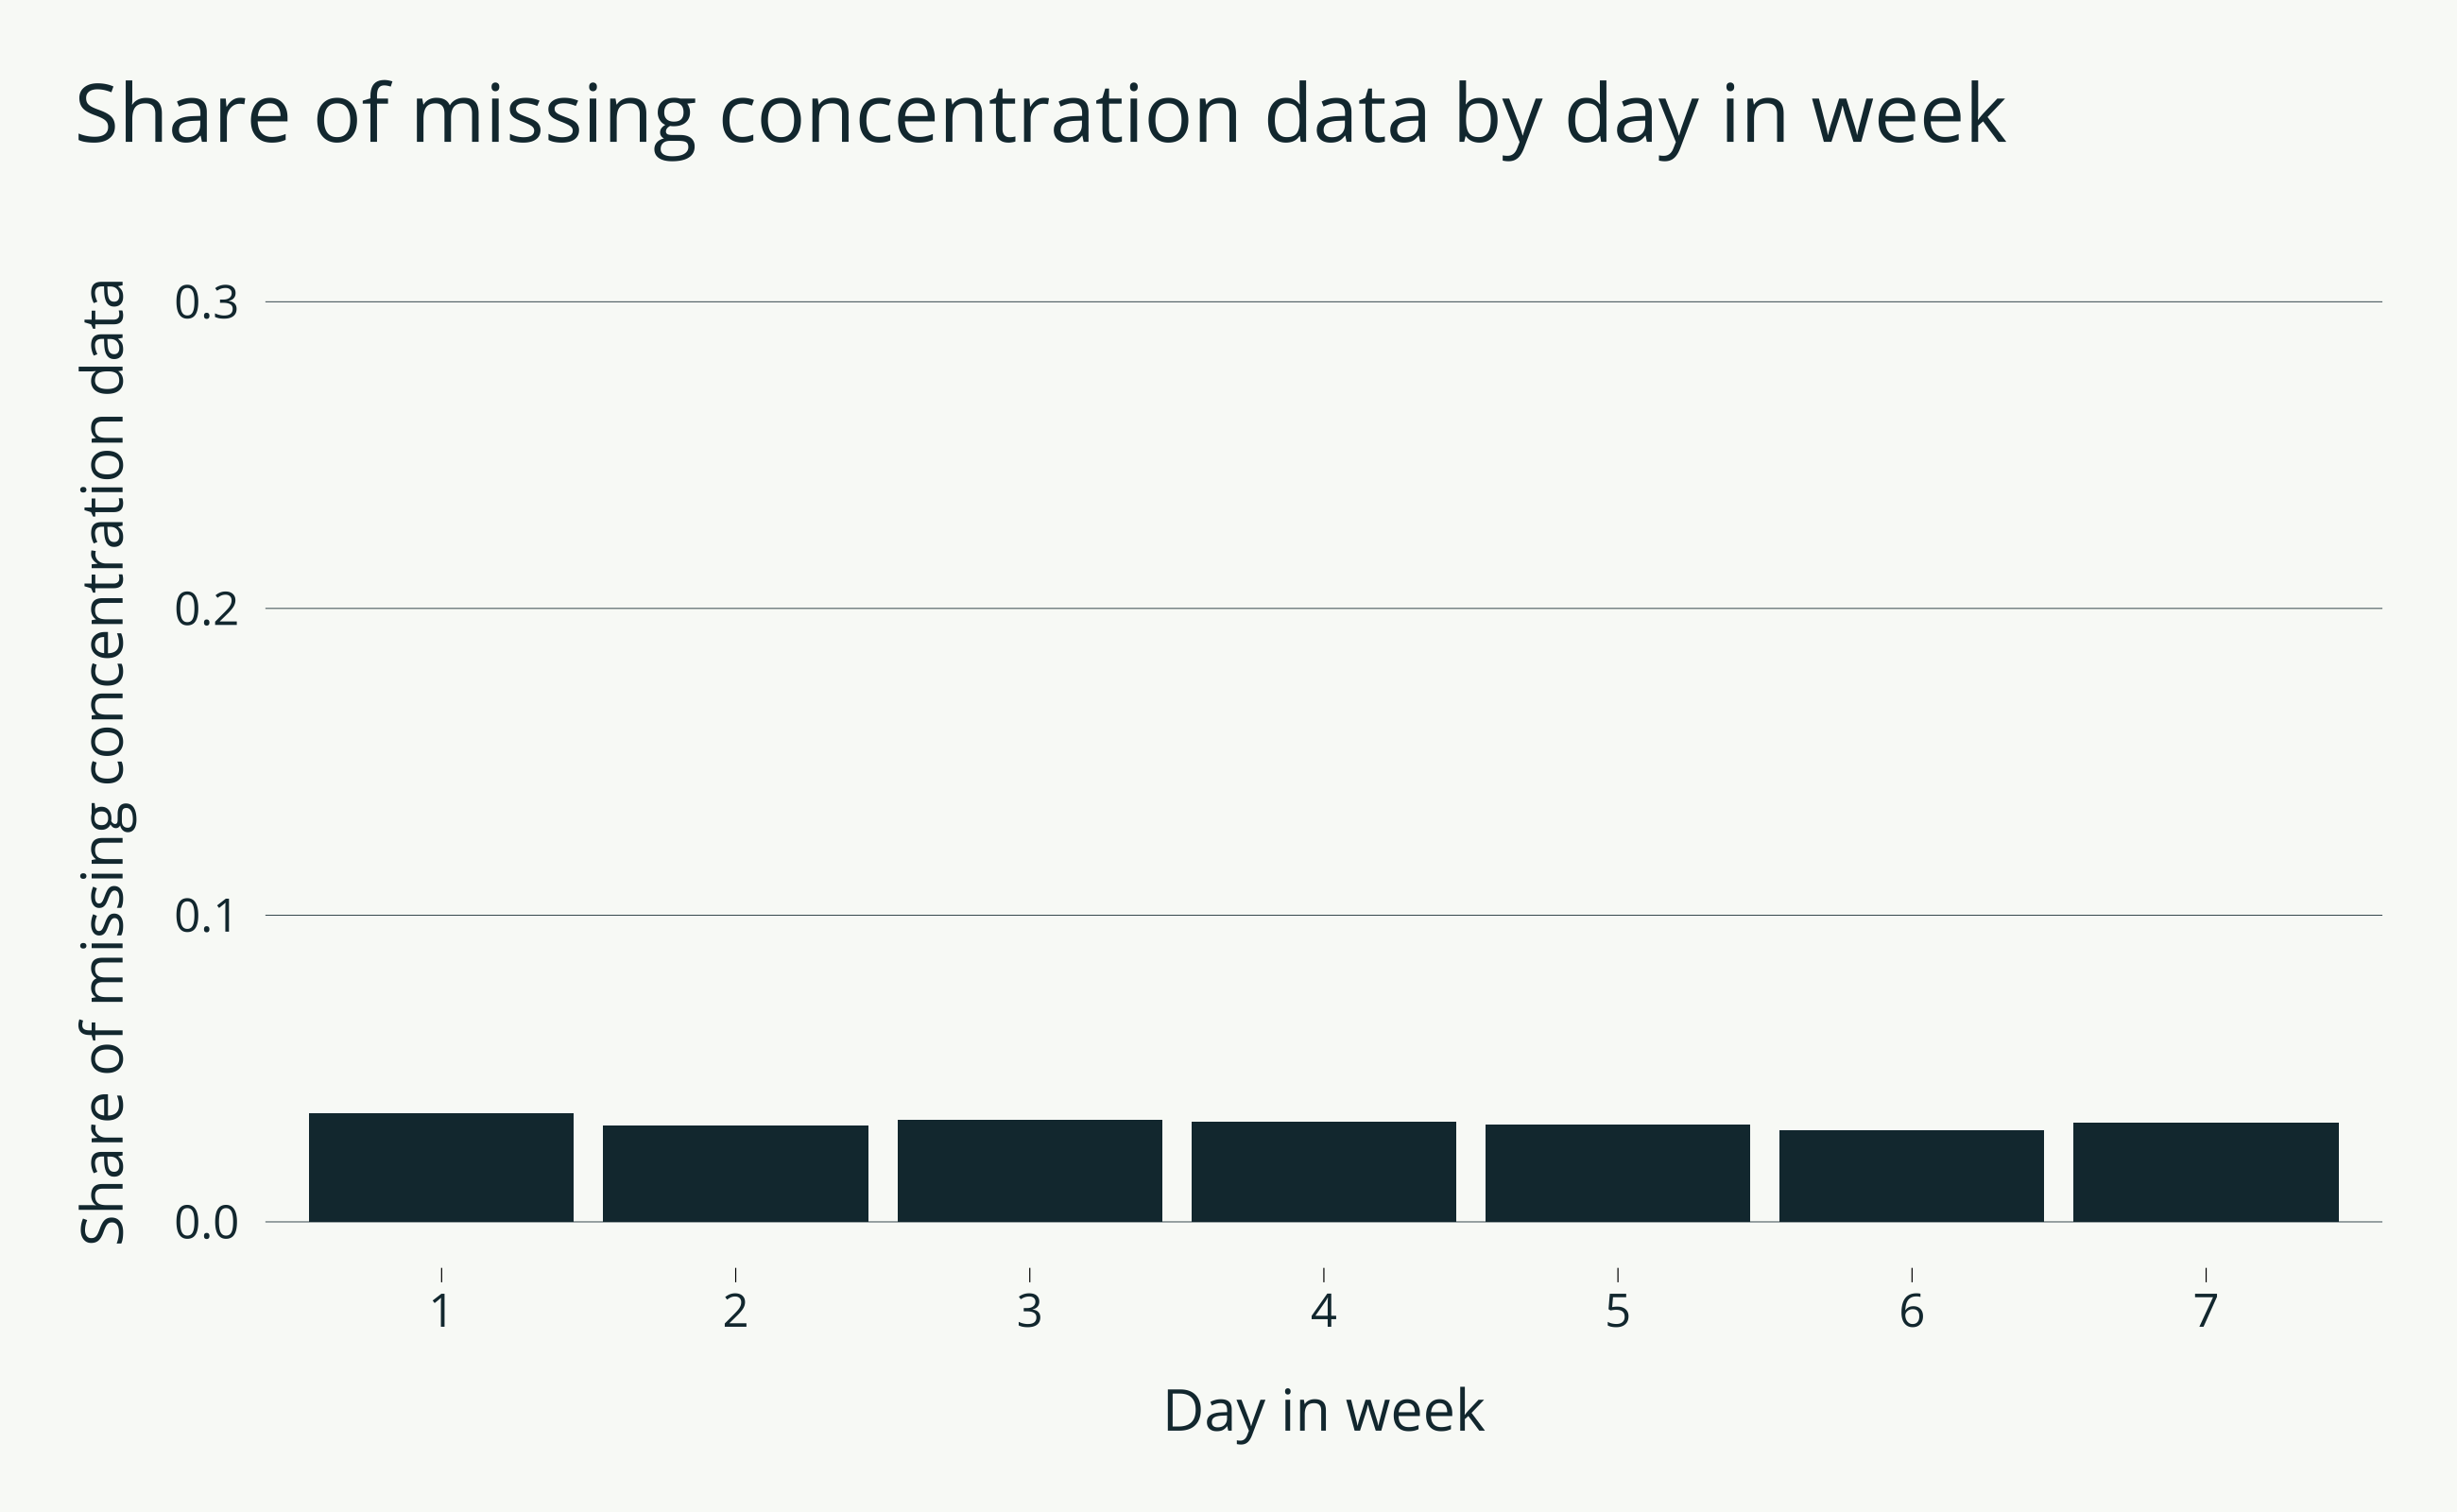 Share of missing concentration data by day in week
Share of missing concentration data
0.3
0.2
0.1
0.0
1 2 3 4 5 6 7
Day in week